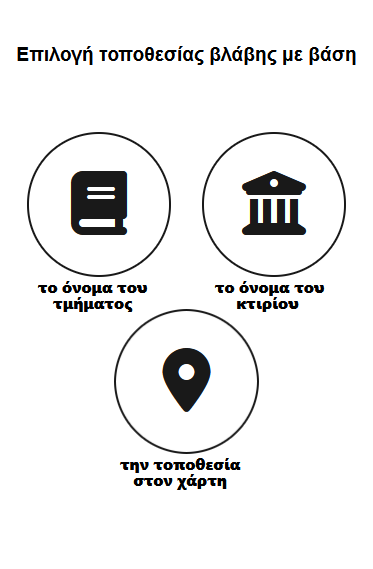 Επιλογή τοποθεσίας βλάβης με βάση
το όνομα του
τμήματος
το όνομα του
κτιρίου
την τοποθεσία
στον χάρτη